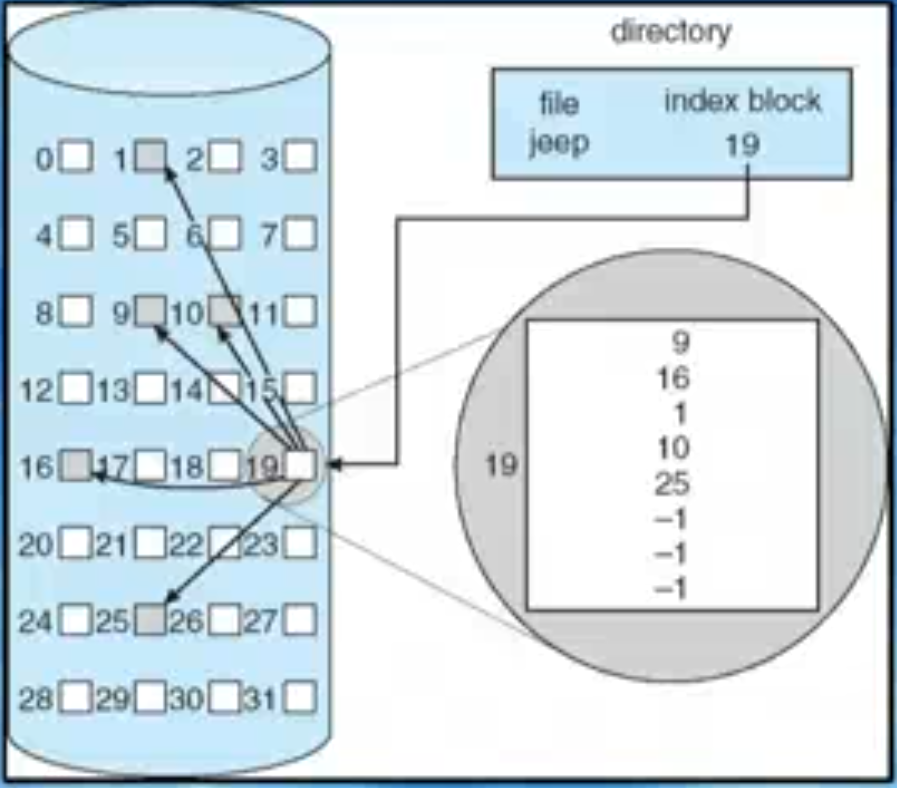 directory
file index block
jeep 19
0 1 2 3
4 5 6 7
8 9 10 11
12 13 14 15
16 17 18 19
20 21 22 23
24 25 26 27
28 29 30 31
19
9
16
1
10
25
–1
–1
–1